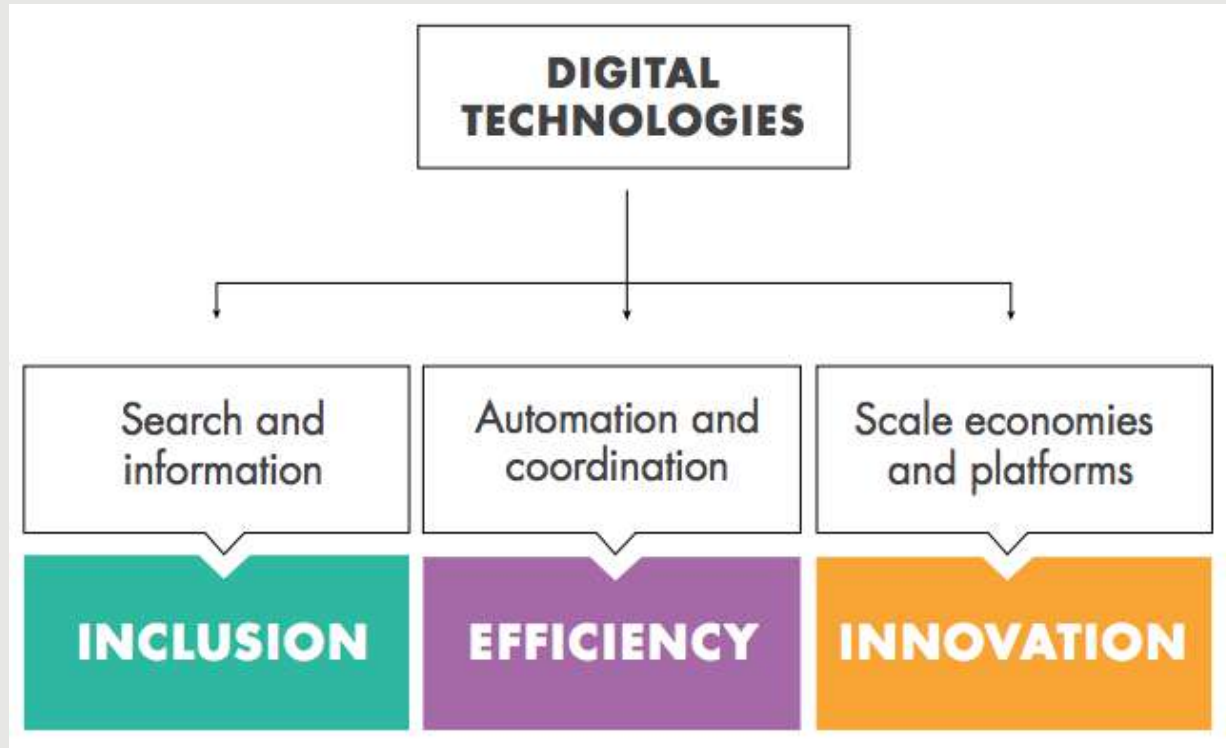 DIGITAL
TECHNOLOGIES
Search and
information
Automation and
coordination
Scale economies
and platforms
INCLUSION
EFFICIENCY
INNOVATION